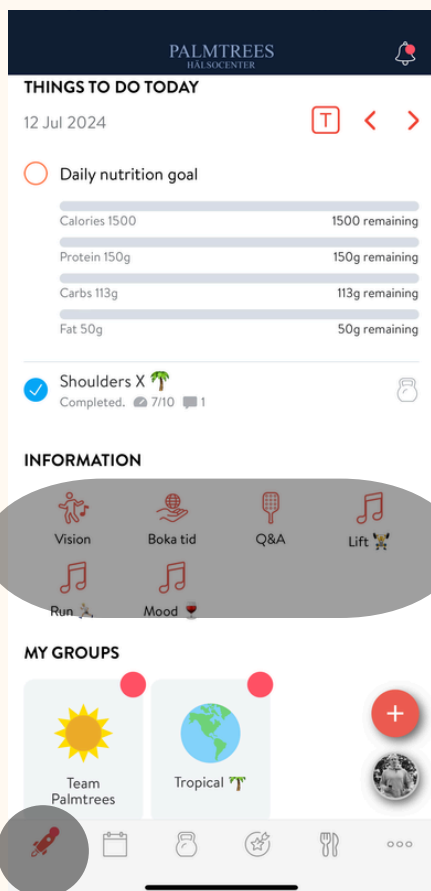 PALMTREES
HÄLSOCENTER
THINGS TO DO TODAY
12 Jul 2024
T
Daily nutrition goal
Calories 1500 1500 remaining
Protein 150g 150g remaining
Carbs 113g 113g remaining
Fat 50g 50g remaining
Shoulders X 🌴
Completed. 7/10 1
INFORMATION
Vision Boka tid Q&A Lift 🏋️
Run 🏃 Mood 🍷
MY GROUPS
Team Palmtrees
Tropical 🌴